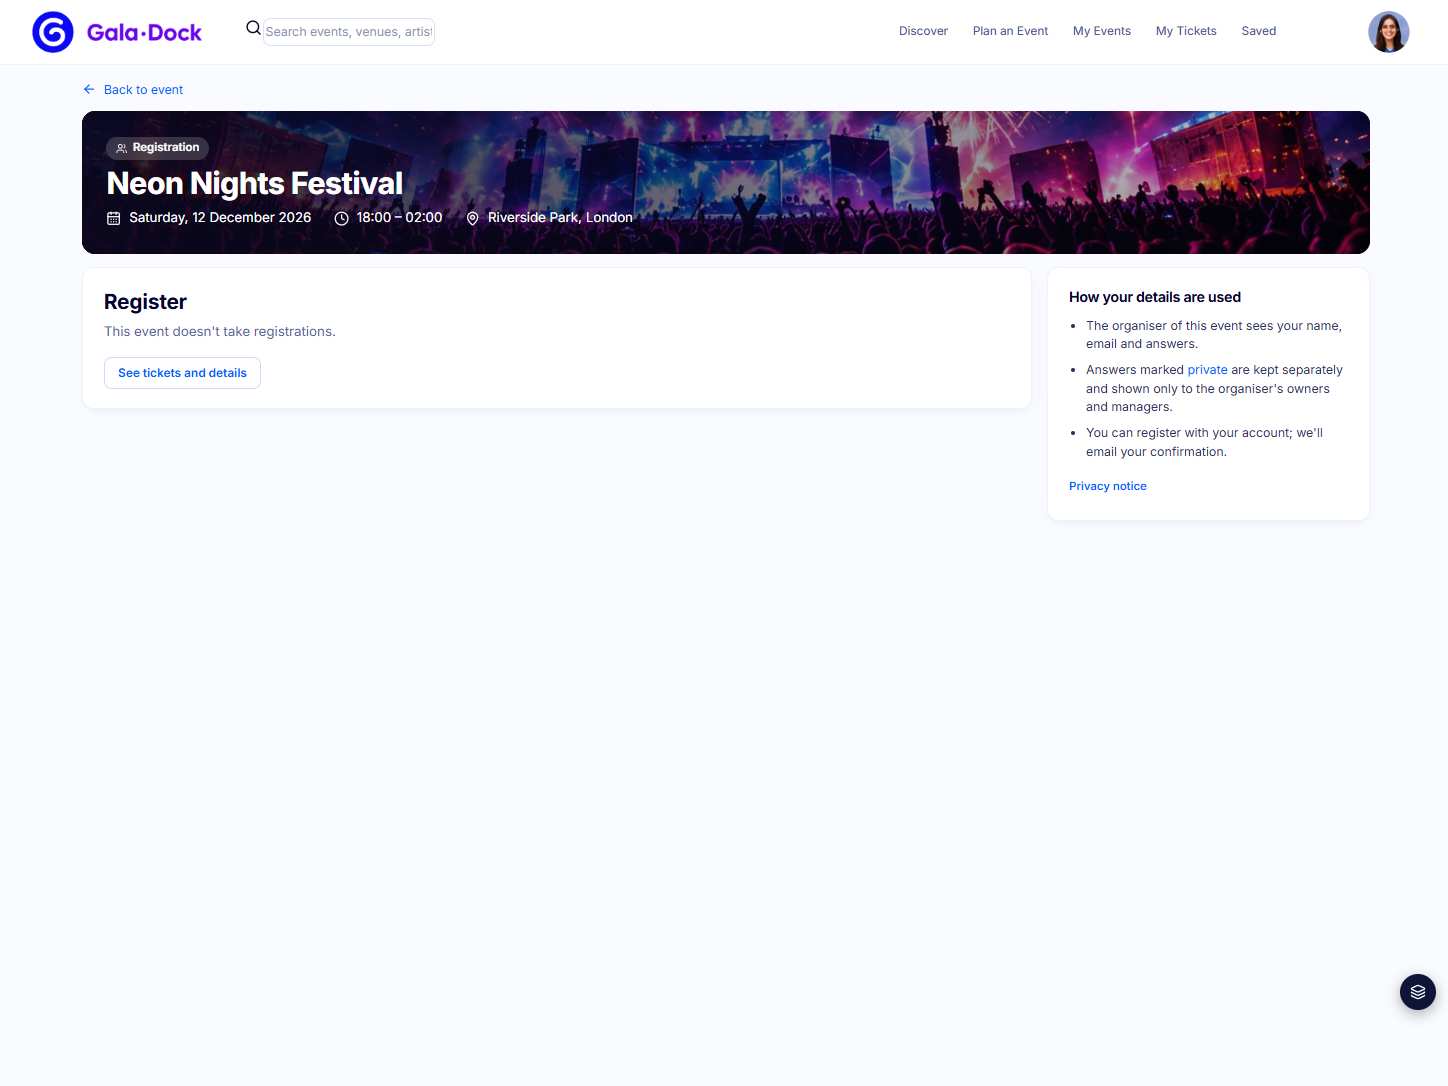 Gala·Dock
Search events, venues, artist
Discover
Plan an Event
My Events
My Tickets
Saved
Back to event
Registration
Neon Nights Festival
Saturday, 12 December 2026
18:00 – 02:00
Riverside Park, London
Register
This event doesn't take registrations.
See tickets and details
How your details are used
• The organiser of this event sees your name,
email and answers.
• Answers marked private are kept separately
and shown only to the organiser's owners
and managers.
• You can register with your account; we'll
email your confirmation.
Privacy notice